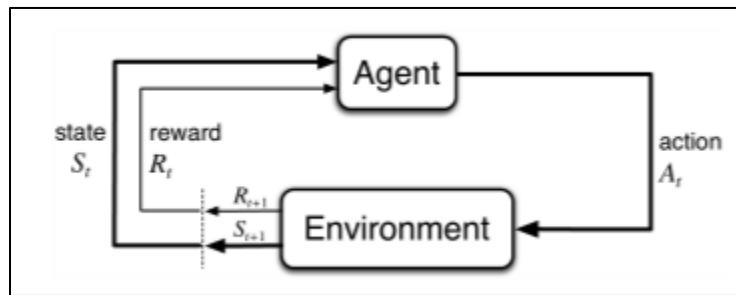 Agent
state
S_t
reward
R_t
action
A_t
R_{t+1}
S_{t+1}
Environment